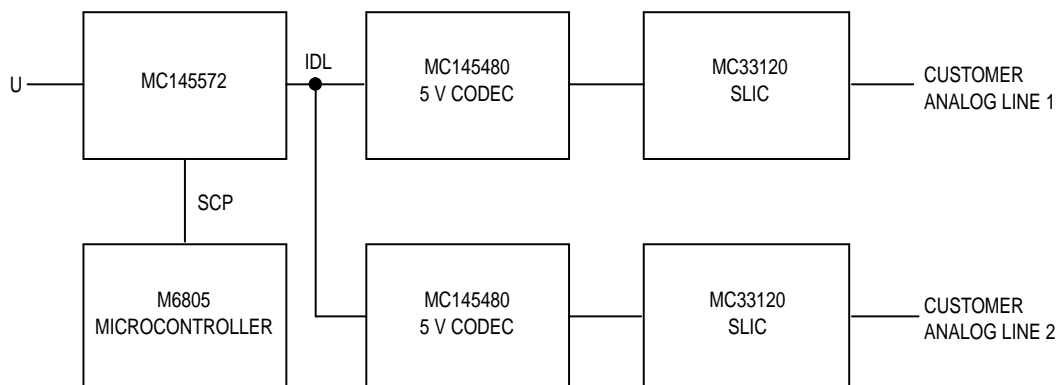 U
MC145572
IDL
MC145480
5 V CODEC
MC33120
SLIC
CUSTOMER
ANALOG LINE 1
SCP
M6805
MICROCONTROLLER
MC145480
5 V CODEC
MC33120
SLIC
CUSTOMER
ANALOG LINE 2